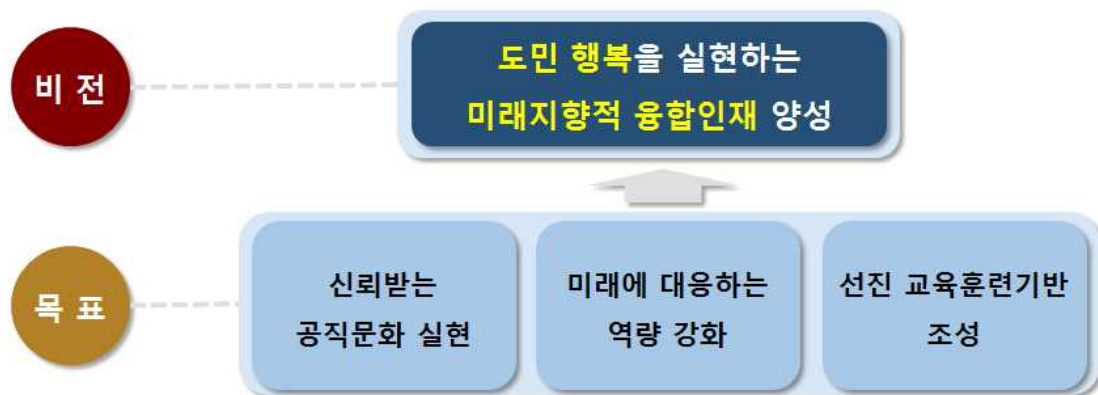 비 전
도민 행복을 실현하는
미래지향적 융합인재 양성
목 표
신뢰받는
공직문화 실현
미래에 대응하는
역량 강화
선진 교육훈련기반
조성